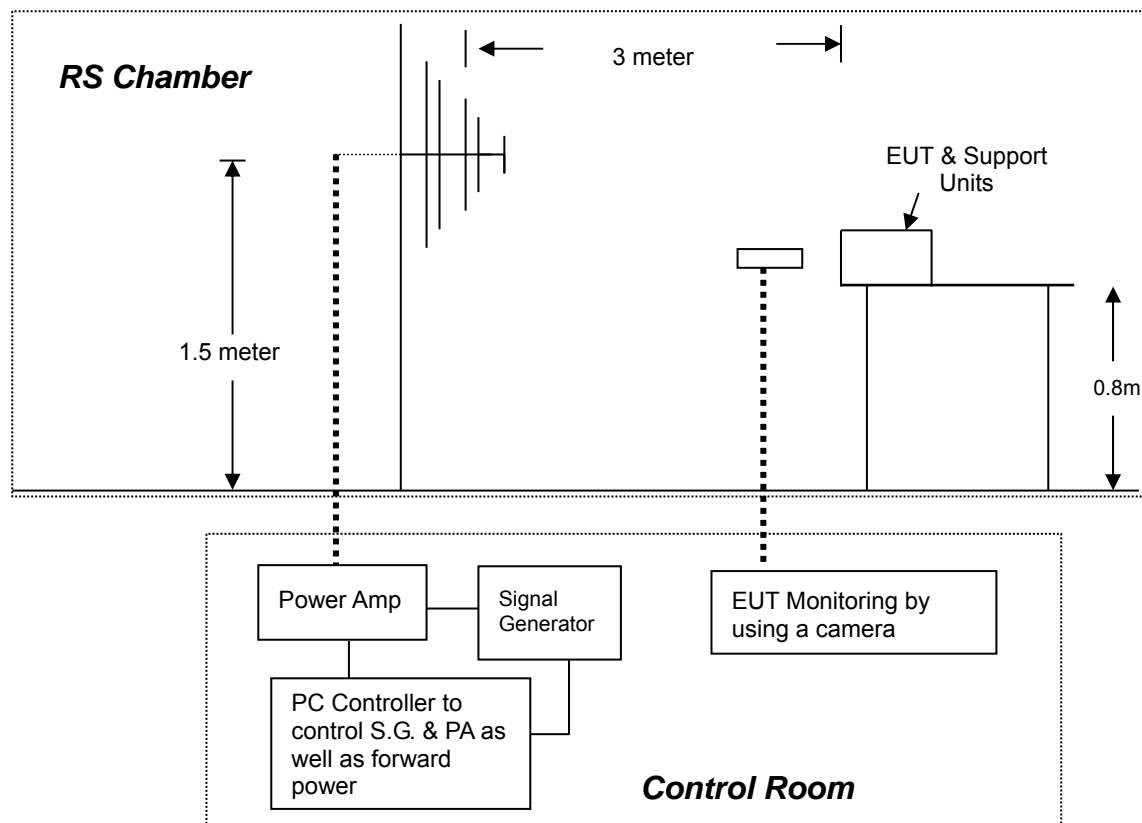 3 meter
RS Chamber
EUT & Support
Units
1.5 meter
0.8m
Power Amp
Signal
Generator
EUT Monitoring by
using a camera
PC Controller to
control S.G. & PA as
well as forward
power
Control Room